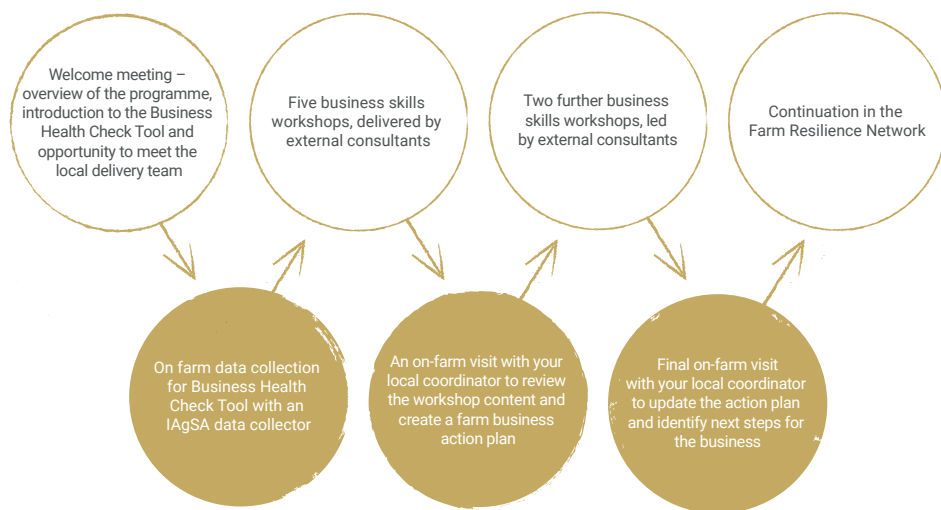 Welcome meeting –
overview of the programme,
introduction to the Business
Health Check Tool and
opportunity to meet the
local delivery team
On farm data collection
for Business Health
Check Tool with an
IAgSA data collector
Five business skills
workshops, delivered by
external consultants
An on-farm visit with your
local coordinator to review
the workshop content and
create a farm business
action plan
Two further business
skills workshops, led
by external consultants
Final on-farm visit
with your local coordinator
to update the action plan
and identify next steps for
the business
Continuation in the
Farm Resilience Network